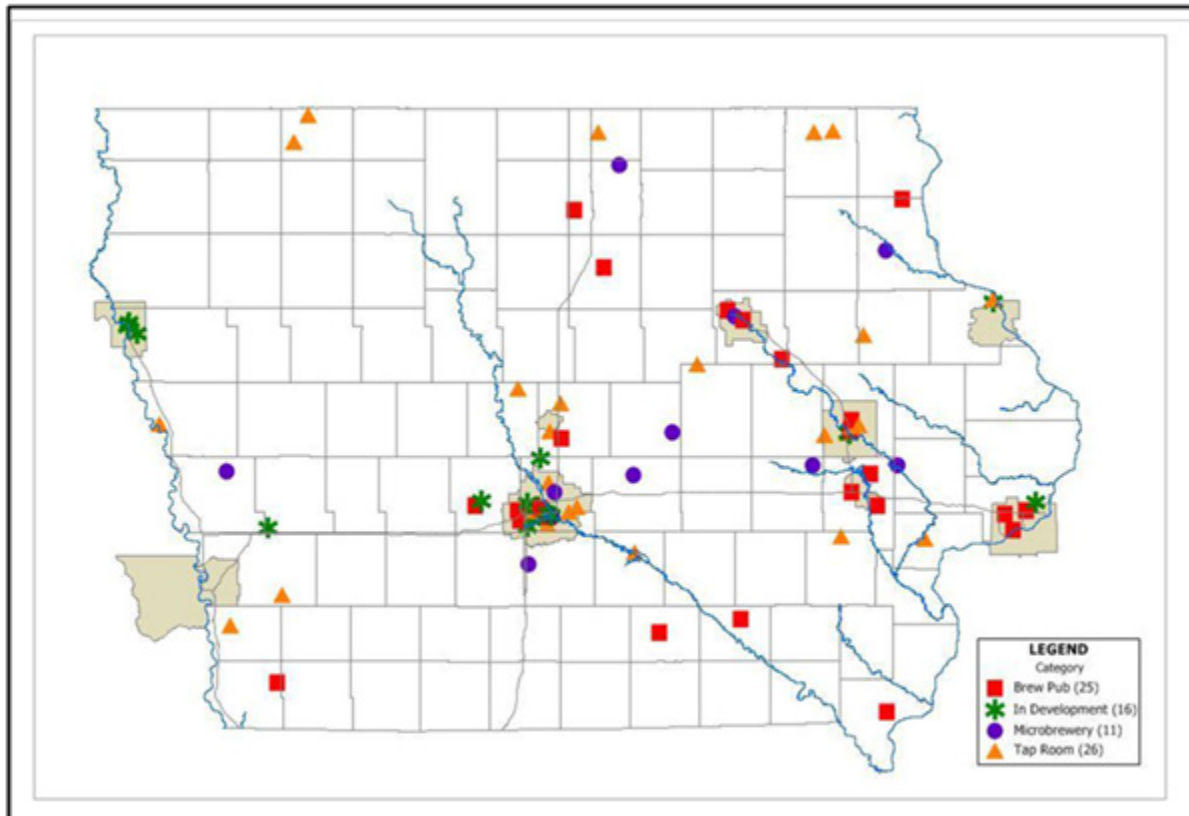 LEGEND
Category
Brew Pub (25)
In Development (16)
Microbrewery (11)
Tap Room (26)